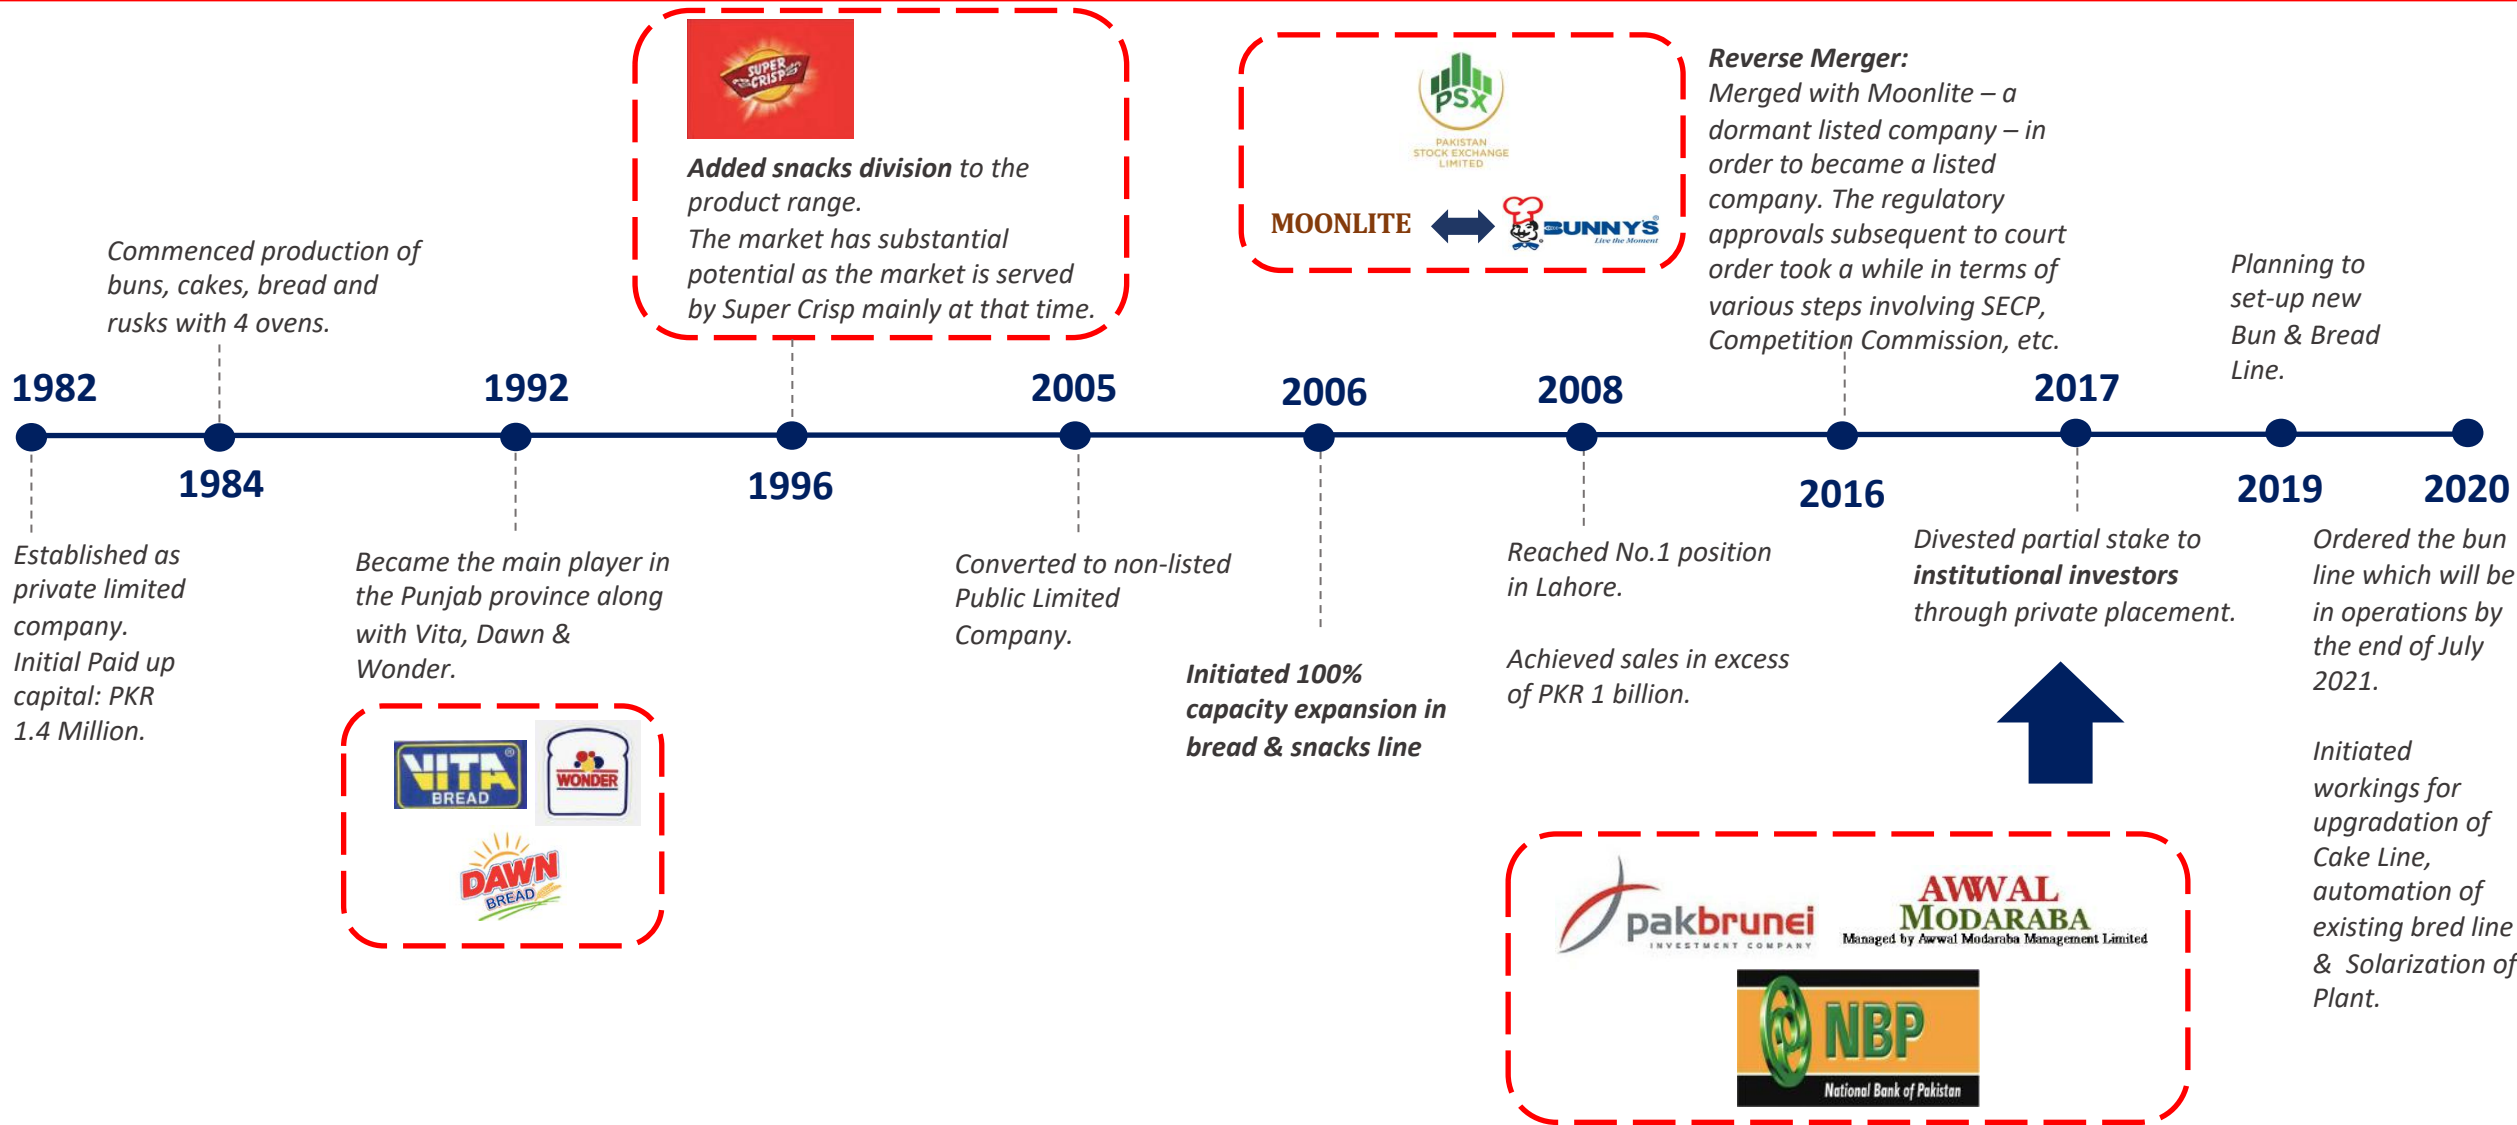 SUPER
CRISP
Added snacks division to the
product range.
The market has substantial
potential as the market is served
by Super Crisp mainly at that time.
PSX
PAKISTAN
STOCK EXCHANGE
LIMITED
MOONLITE
BUNNY'S®
Live the Moment
Reverse Merger:
Merged with Moonlite – a
dormant listed company – in
order to became a listed
company. The regulatory
approvals subsequent to court
order took a while in terms of
various steps involving SECP,
Competition Commission, etc.
Commenced production of
buns, cakes, bread and
rusks with 4 ovens.
Planning to
set-up new
Bun & Bread
Line.
1982
1984
1992
1996
2005
2006
2008
2016
2017
2019
2020
Established as
private limited
company.
Initial Paid up
capital: PKR
1.4 Million.
Became the main player in
the Punjab province along
with Vita, Dawn &
Wonder.
VITA®
BREAD
WONDER
DAWN
BREAD
Converted to non-listed
Public Limited
Company.
Initiated 100%
capacity expansion in
bread & snacks line
Reached No.1 position
in Lahore.
Achieved sales in excess
of PKR 1 billion.
Divested partial stake to
institutional investors
through private placement.
pakbrunei
INVESTMENT COMPANY
AWWAL
MODARABA
Managed by Awwal Modaraba Management Limited
NBP
National Bank of Pakistan
Ordered the bun
line which will be
in operations by
the end of July
2021.
Initiated
workings for
upgradation of
Cake Line,
automation of
existing bred line
& Solarization of
Plant.